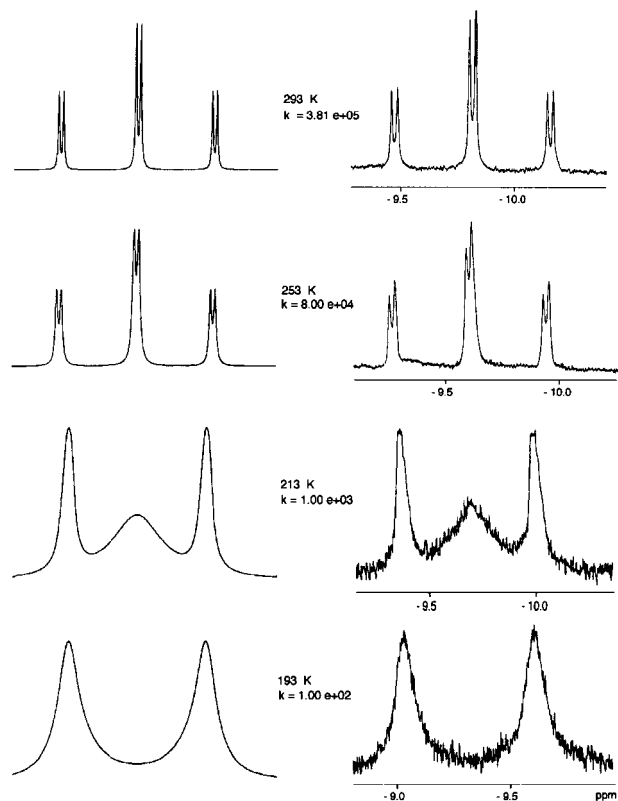 293 K
k = 3.81 e+05
- 9.5 - 10.0
253 K
k = 8.00 e+04
- 9.5 - 10.0
213 K
k = 1.00 e+03
- 9.5 - 10.0
193 K
k = 1.00 e+02
- 9.0 - 9.5 ppm